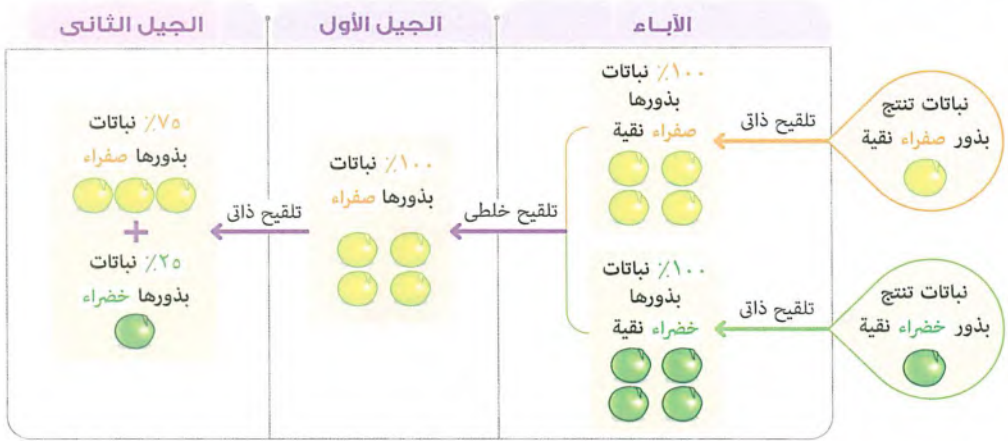 الآباء
الجيل الأول
الجيل الثانى
نباتات تنتج
بذور صفراء نقية
تلقيح ذاتى
٪١٠٠ نباتات
بذورها
صفراء نقية
نباتات تنتج
بذور خضراء نقية
تلقيح ذاتى
٪١٠٠ نباتات
بذورها
خضراء نقية
تلقيح خلطى
٪١٠٠ نباتات
بذورها صفراء
تلقيح ذاتى
٪٧٥ نباتات
بذورها صفراء
+
٪٢٥ نباتات
بذورها خضراء